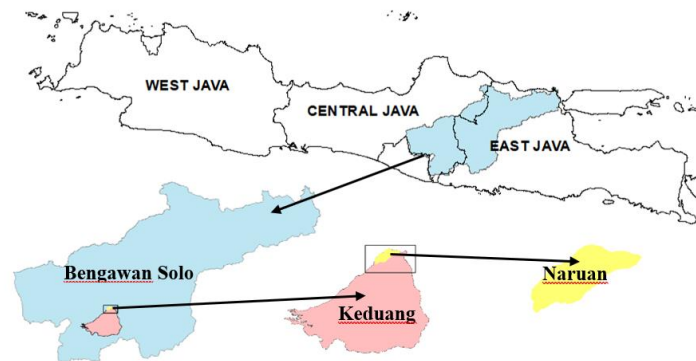 WEST JAVA
CENTRAL JAVA
EAST JAVA
Bengawan Solo
Naruan
Keduang